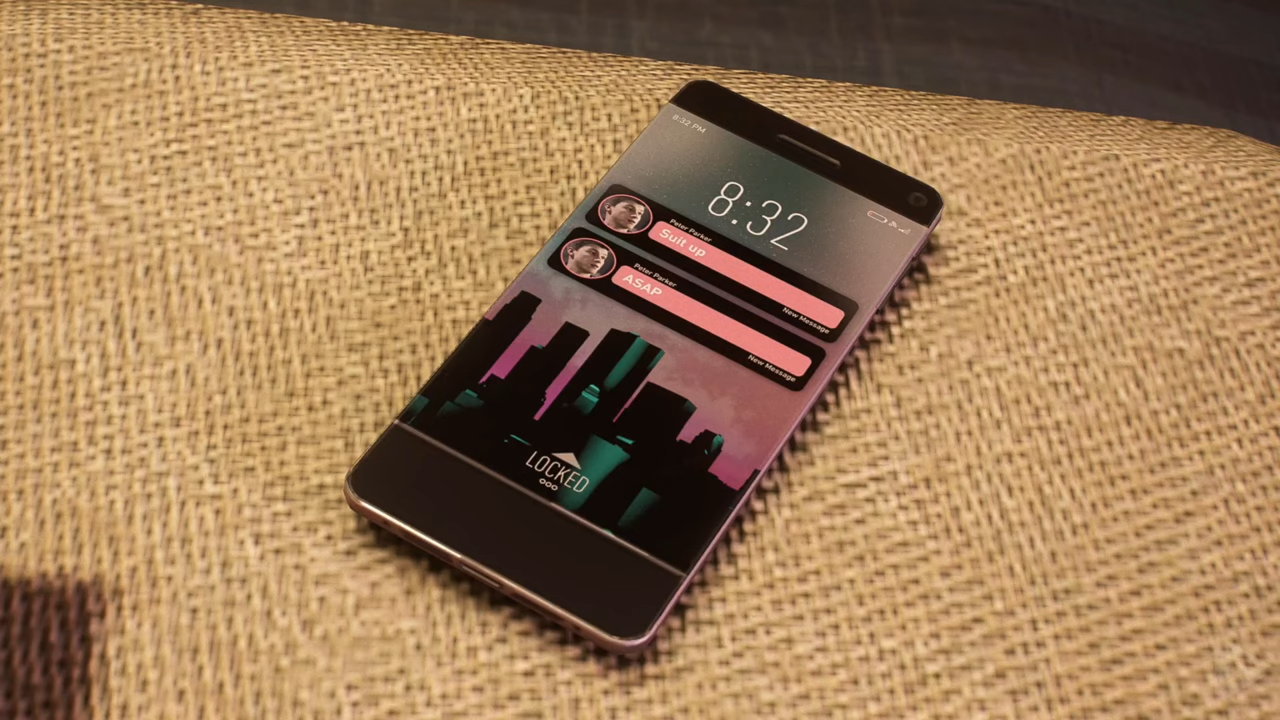 8:32 PM
8:32
Peter Parker
Suit up
New Message
Peter Parker
ASAP
New Message
LOCKED